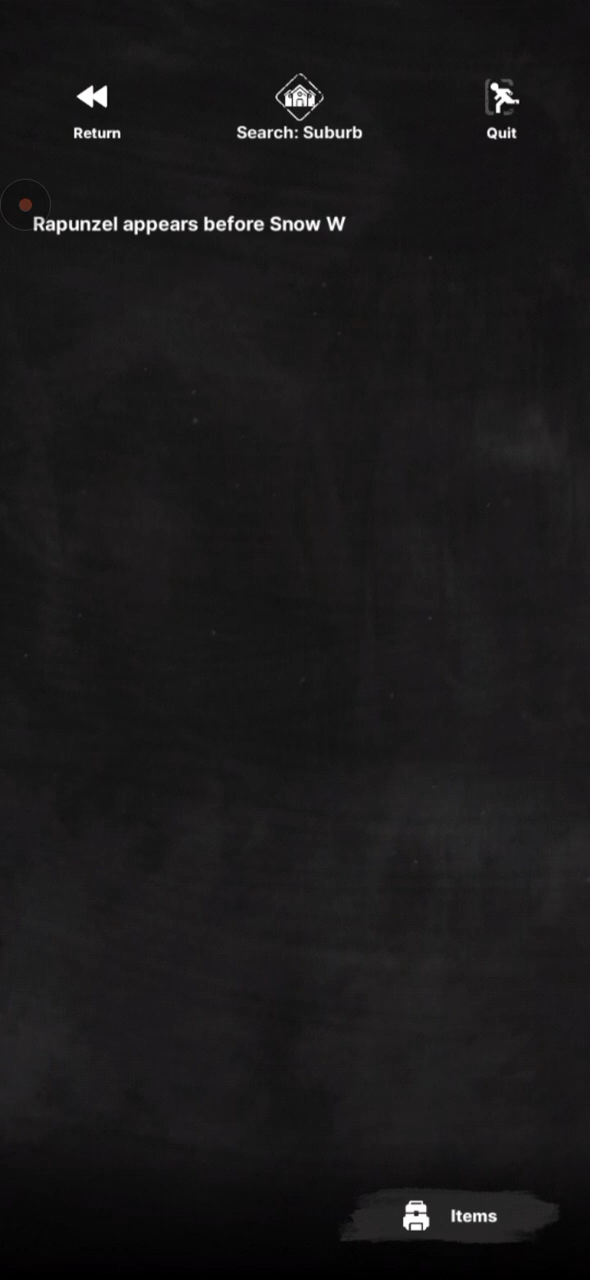 Return
Search: Suburb
Quit
Rapunzel appears before Snow W
Items